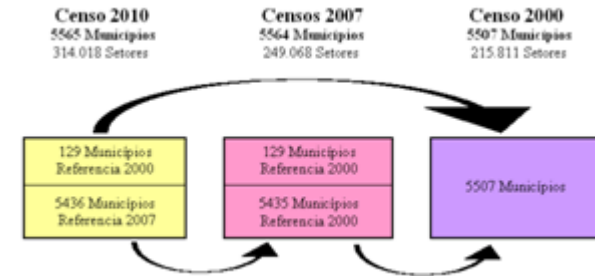 Censo 2010
5565 Municípios
314.018 Setores
Censos 2007
5564 Municípios
249.068 Setores
Censo 2000
5507 Municípios
215.811 Setores
129 Municípios
Referencia 2000
5436 Municípios
Referencia 2007
129 Municípios
Referencia 2000
5435 Municípios
Referencia 2000
5507 Municípios